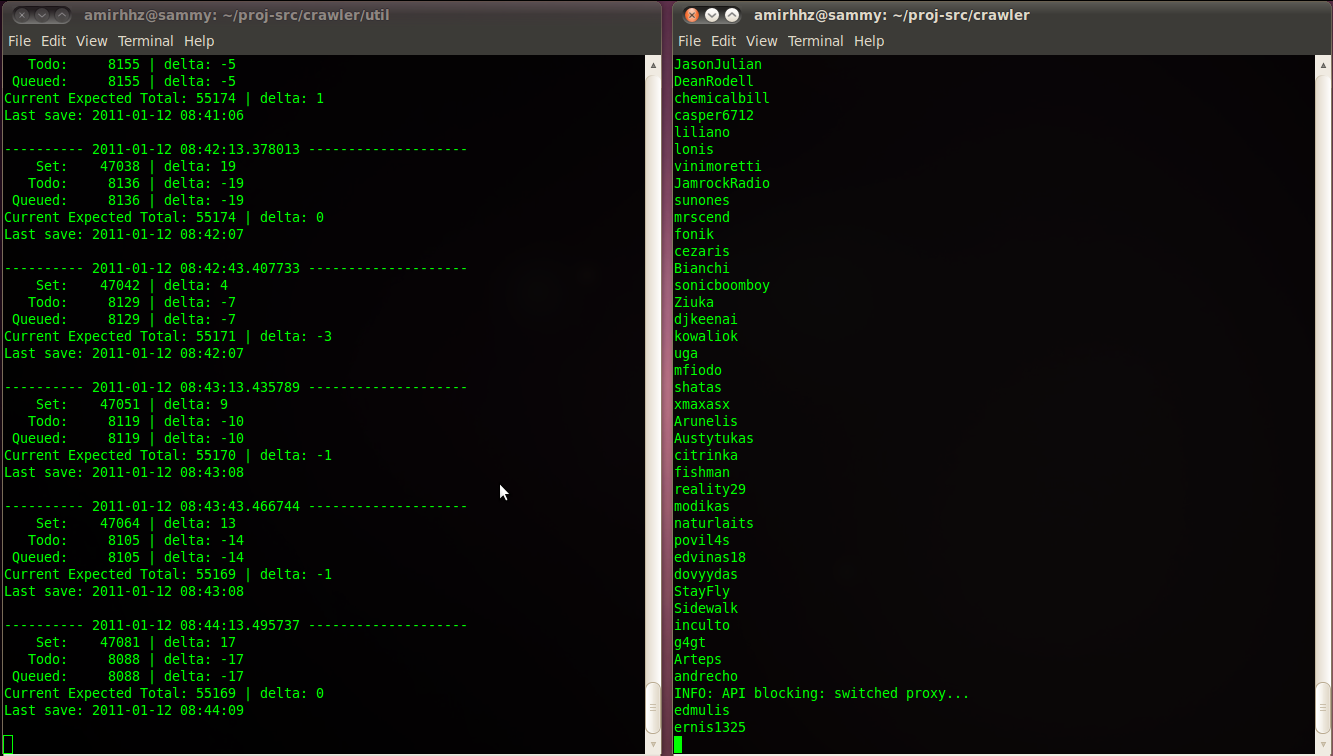 amirhhz@sammy: ~/proj-src/crawler/util
File Edit View Terminal Help
Todo: 8155 | delta: -5
Queued: 8155 | delta: -5
Current Expected Total: 55174 | delta: 1
Last save: 2011-01-12 08:41:06
---------- 2011-01-12 08:42:13.378013 --------------------
Set: 47038 | delta: 19
Todo: 8136 | delta: -19
Queued: 8136 | delta: -19
Current Expected Total: 55174 | delta: 0
Last save: 2011-01-12 08:42:07
---------- 2011-01-12 08:42:43.407733 --------------------
Set: 47042 | delta: 4
Todo: 8129 | delta: -7
Queued: 8129 | delta: -7
Current Expected Total: 55171 | delta: -3
Last save: 2011-01-12 08:42:07
---------- 2011-01-12 08:43:13.435789 --------------------
Set: 47051 | delta: 9
Todo: 8119 | delta: -10
Queued: 8119 | delta: -10
Current Expected Total: 55170 | delta: -1
Last save: 2011-01-12 08:43:08
---------- 2011-01-12 08:43:43.466744 --------------------
Set: 47064 | delta: 13
Todo: 8105 | delta: -14
Queued: 8105 | delta: -14
Current Expected Total: 55169 | delta: -1
Last save: 2011-01-12 08:43:08
---------- 2011-01-12 08:44:13.495737 --------------------
Set: 47081 | delta: 17
Todo: 8088 | delta: -17
Queued: 8088 | delta: -17
Current Expected Total: 55169 | delta: 0
Last save: 2011-01-12 08:44:09
amirhhz@sammy: ~/proj-src/crawler
File Edit View Terminal Help
JasonJulian
DeanRodell
chemicalbill
casper6712
liliano
lonis
vinimoretti
JamrockRadio
sunones
mrscend
fonik
cezaris
Bianchi
sonicboomboy
Ziuka
djkeenai
kowaliok
uga
mfiodo
shatas
xmaxasx
Arunelis
Austytukas
citrinka
fishman
reality29
modikas
naturlaits
povil4s
edvinas18
dovyydas
StayFly
Sidewalk
inculto
g4gt
Arteps
andrecho
INFO: API blocking: switched proxy...
edmulis
ernis1325